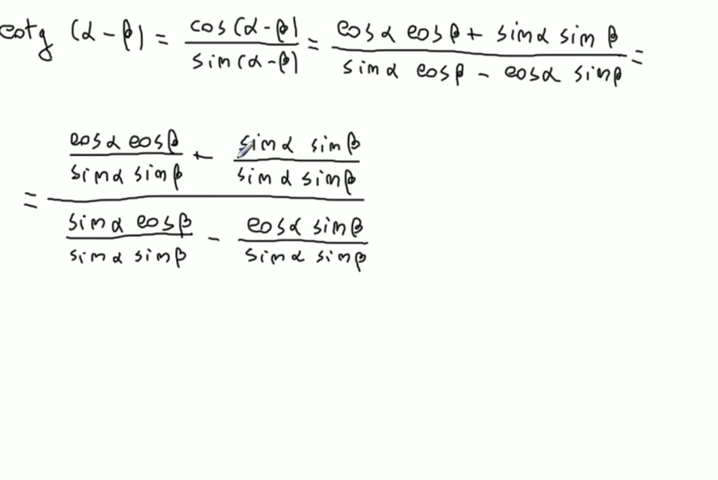 cotg (α-β) = cos(α-β)/sin(α-β) = (cosα cosβ + sinα sinβ)/(sinα cosβ - cosα sinβ) =
= ((cosα cosβ)/(sinα sinβ) + (sinα sinβ)/(sinα sinβ))/((sinα cosβ)/(sinα sinβ) - (cosα sinβ)/(sinα sinβ))